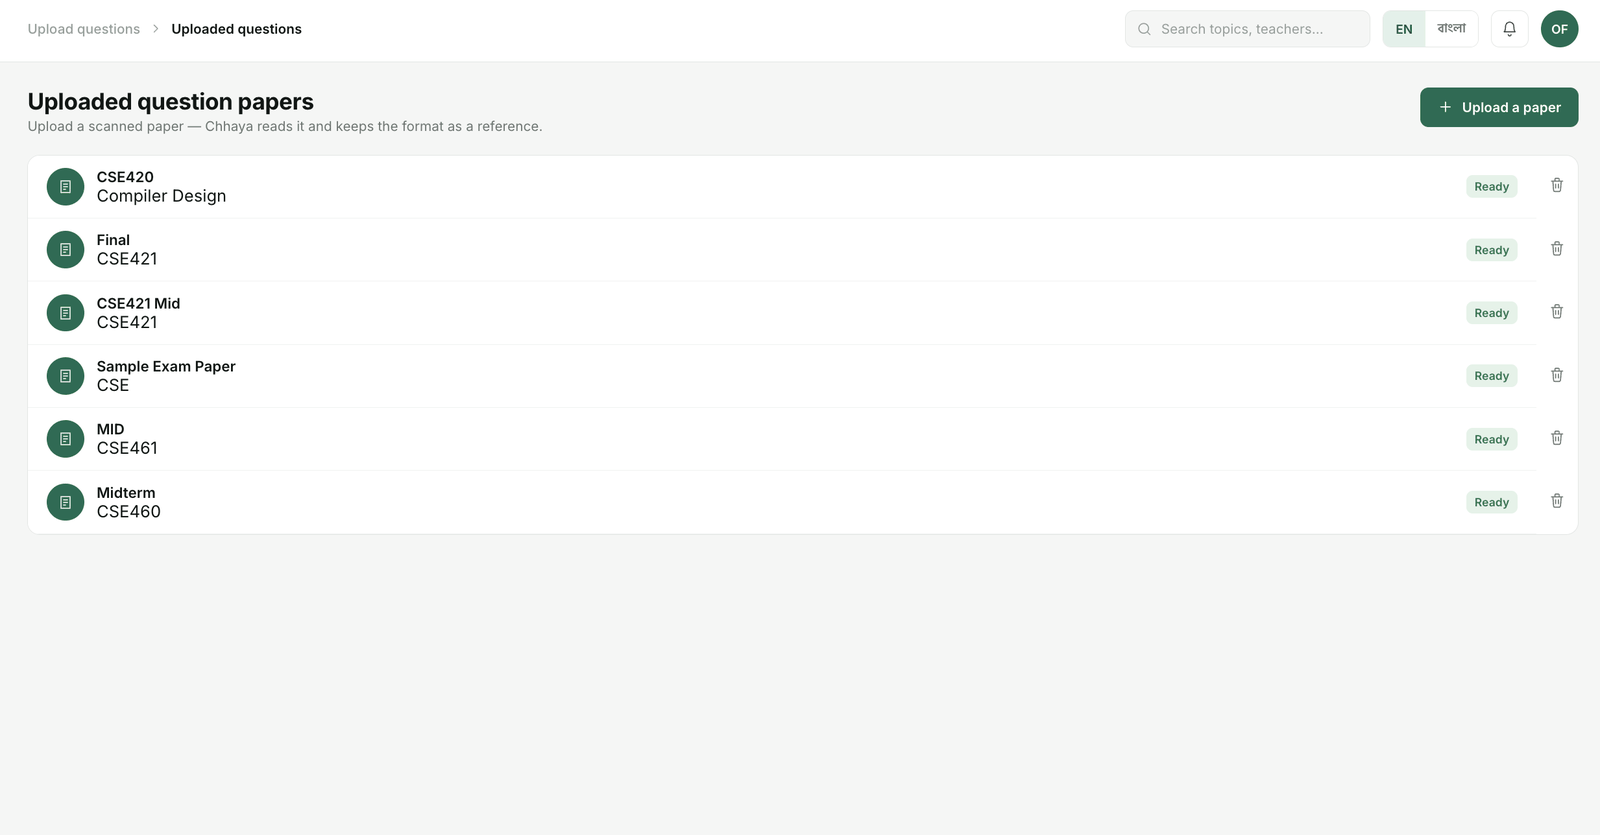 Upload questions > Uploaded questions
Search topics, teachers...
EN বাংলা
OF
Uploaded question papers
Upload a scanned paper — Chhaya reads it and keeps the format as a reference.
+ Upload a paper
CSE420
Compiler Design
Ready
Final
CSE421
Ready
CSE421 Mid
CSE421
Ready
Sample Exam Paper
CSE
Ready
MID
CSE461
Ready
Midterm
CSE460
Ready